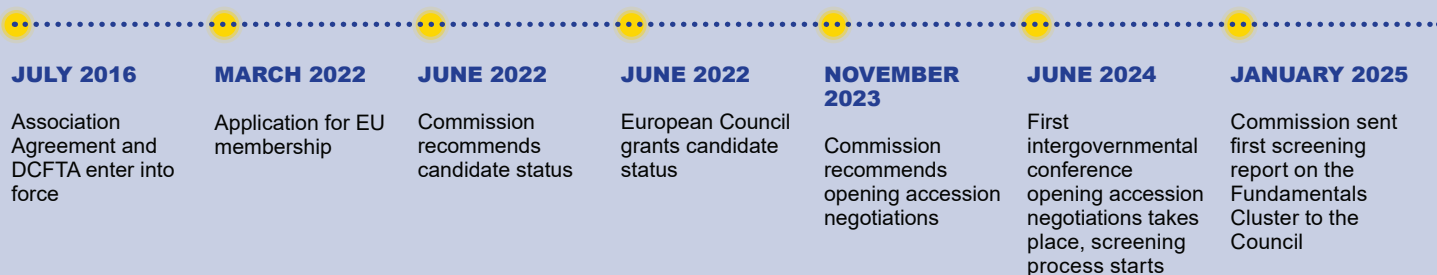 JULY 2016
Association
Agreement and
DCFTA enter into
force
MARCH 2022
Application for EU
membership
JUNE 2022
Commission
recommends
candidate status
JUNE 2022
European Council
grants candidate
status
NOVEMBER
2023
Commission
recommends
opening accession
negotiations
JUNE 2024
First
intergovernmental
conference
opening accession
negotiations takes
place, screening
process starts
JANUARY 2025
Commission sent
first screening
report on the
Fundamentals
Cluster to the
Council